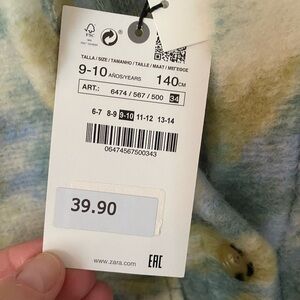 FSC
TALLA / SIZE / TAMANHO / TAILLE / MAAT /
9-10 AÑOS/YEARS 140CM
ART.: 6474 / 567 / 500 34
6-7 8-9 9-10 11-12 13-14
06474567500343
39.90
www.zara.com EAC